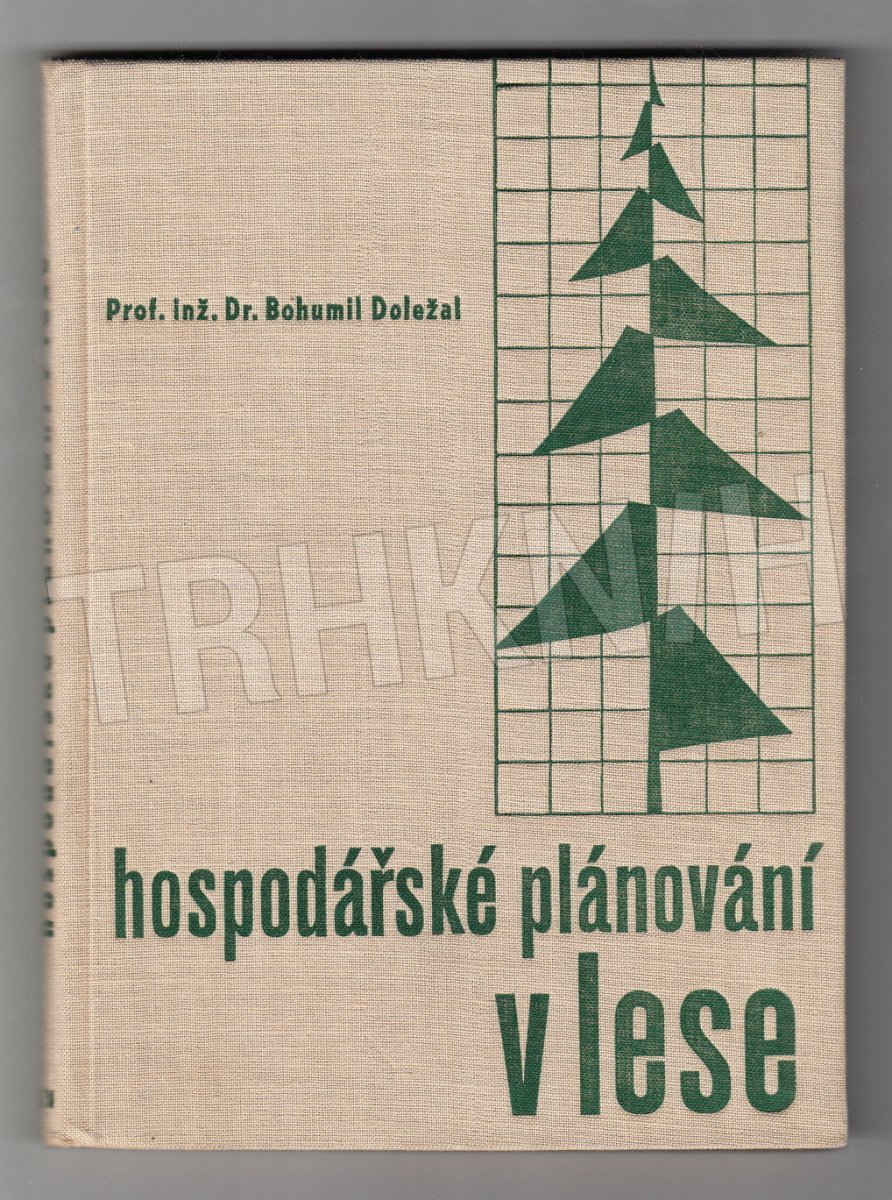 Prof. inž. Dr. Bohumil Doležal
TRHKNIH
hospodářské plánování
v lese